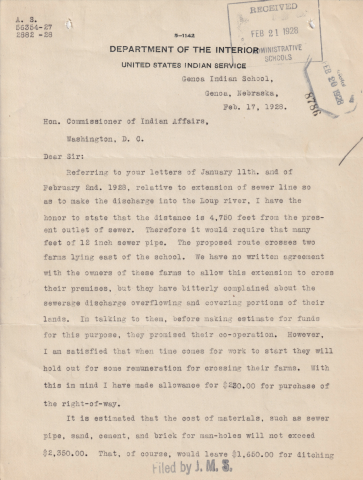 A. S.
56354-27
2882 -28
5-1142
RECEIVED
FEB 21 1928
ADMINISTRATIVE
SCHOOLS
DEPARTMENT OF THE INTERIOR
UNITED STATES INDIAN SERVICE
Genoa Indian School,
Genoa, Nebraska,
Feb. 17, 1928.
FEB 20 1928
8786
Hon. Commissioner of Indian Affairs,
Washington, D. C.
Dear Sir:
Referring to your letters of January 11th. and of
February 2nd. 1928, relative to extension of sewer line so
as to make the discharge into the Loup river, I have the
honor to state that the distance is 4,750 feet from the pres-
ent outlet of sewer. Therefore it would require that many
feet of 12 inch sewer pipe. The proposed route crosses two
farms lying east of the school. We have no written agreement
with the owners of these farms to allow this extension to cross
their premises, but they have bitterly complained about the
sewerage discharge overflowing and covering portions of their
lands. In talking to them, before making estimate for funds
for this purpose, they promised their co-operation. However,
I am satisfied that when time comes for work to start they will
hold out for some remuneration for crossing their farms. With
this in mind I have made allowance for
for purchase of
the right-of-way.
It is estimated that the cost of materials, such as sewer
pipe, sand, cement, and brick for man-holes will not exceed
$2,350.00. That, of course, would leave $1,650.00 for ditching
Filed by J. M. S.